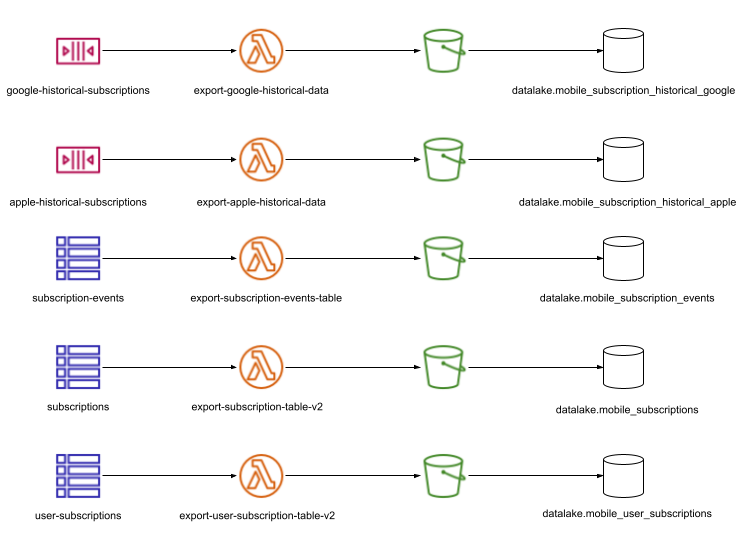 google-historical-subscriptions
export-google-historical-data
datalake.mobile_subscription_historical_google
apple-historical-subscriptions
export-apple-historical-data
datalake.mobile_subscription_historical_apple
subscription-events
export-subscription-events-table
datalake.mobile_subscription_events
subscriptions
export-subscription-table-v2
datalake.mobile_subscriptions
user-subscriptions
export-user-subscription-table-v2
datalake.mobile_user_subscriptions